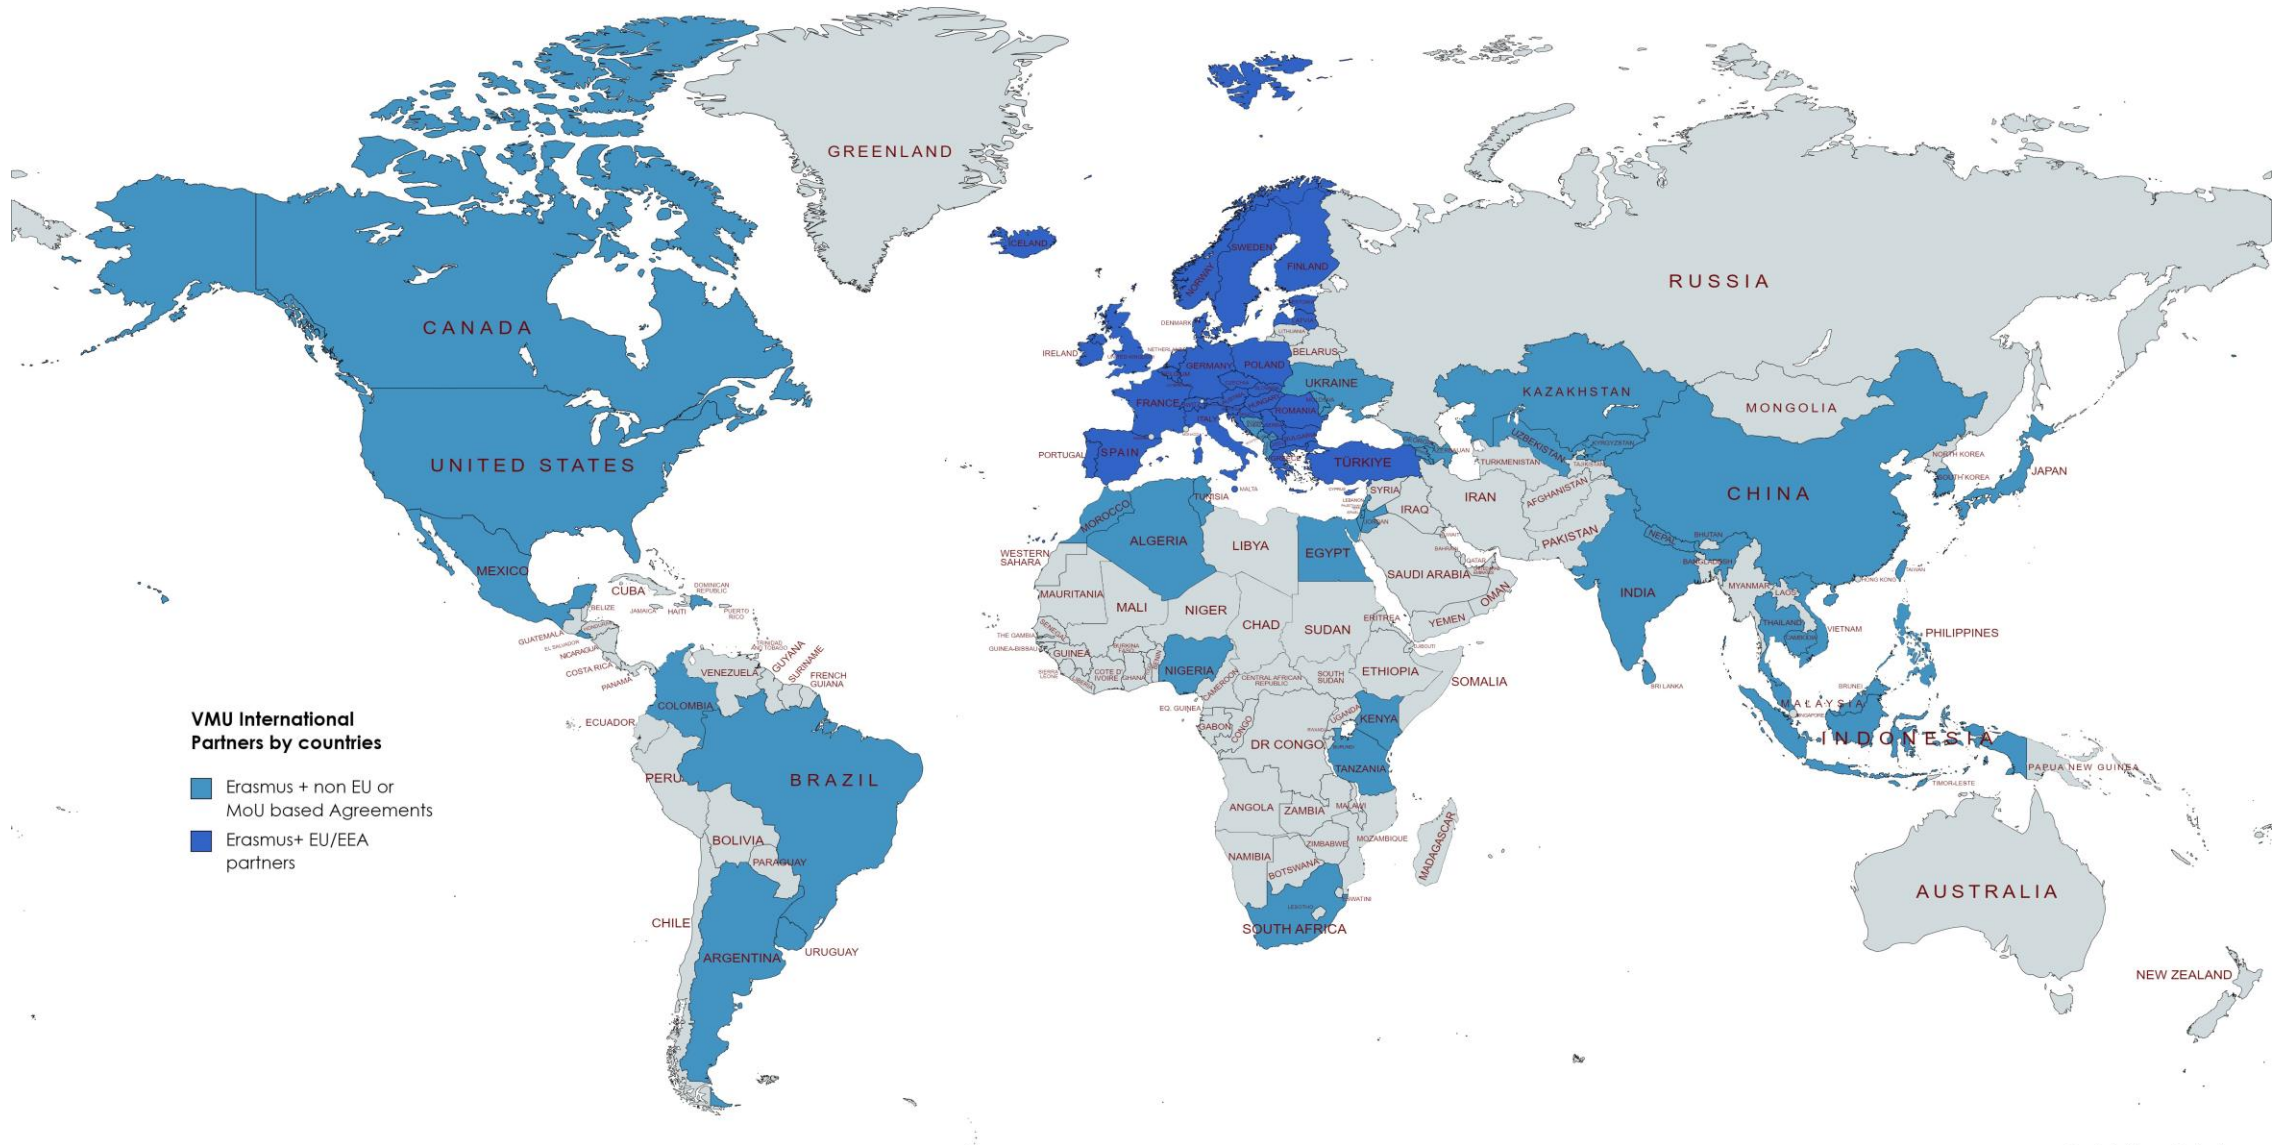 GREENLAND
ICELAND
SWEDEN
NORWAY
FINLAND
RUSSIA
CANADA
UNITED STATES
MEXICO
DENMARK
LATVIA
LITHUANIA
BELARUS
IRELAND
GERMANY
POLAND
UKRAINE
FRANCE
ROMANIA
ITALY
PORTUGAL
SPAIN
TÜRKIYE
KAZAKHSTAN
MONGOLIA
UZBEKISTAN
KYRGYZSTAN
TURKMENISTAN
NORTH KOREA
SOUTH KOREA
JAPAN
CHINA
MALTA
TUNISIA
MOROCCO
ALGERIA
LIBYA
EGYPT
WESTERN
SAHARA
SYRIA
IRAQ
IRAN
AFGHANISTAN
PAKISTAN
JORDAN
SAUDI ARABIA
QATAR
OMAN
YEMEN
NEPAL
BHUTAN
BANGLADESH
INDIA
MYANMAR
LAOS
THAILAND
VIETNAM
HONG KONG
TAIWAN
PHILIPPINES
SRI LANKA
BRUNEI
MALAYSIA
SINGAPORE
INDONESIA
PAPUA NEW GUINEA
TIMOR-LESTE
MAURITANIA
MALI
NIGER
CHAD
SUDAN
ERITREA
DJIBOUTI
ETHIOPIA
SOMALIA
SENEGAL
THE GAMBIA
GUINEA-BISSAU
GUINEA
SIERRA
LEONE
LIBERIA
COTE D'
IVOIRE
BURKINA
FASO
GHANA
BENIN
NIGERIA
CAMEROON
CENTRAL AFRICAN
REPUBLIC
SOUTH
SUDAN
EQ. GUINEA
GABON
CONGO
DR CONGO
UGANDA
KENYA
RWANDA
BURUNDI
TANZANIA
ANGOLA
ZAMBIA
MALAWI
MOZAMBIQUE
ZIMBABWE
NAMIBIA
BOTSWANA
MADAGASCAR
ESWATINI
LESOTHO
SOUTH AFRICA
CUBA
DOMINICAN
REPUBLIC
JAMAICA
HAITI
PUERTO
RICO
BELIZE
GUATEMALA
HONDURAS
EL SALVADOR
NICARAGUA
COSTA RICA
PANAMA
TRINIDAD
AND TOBAGO
VENEZUELA
GUYANA
SURINAME
FRENCH
GUIANA
COLOMBIA
ECUADOR
PERU
BRAZIL
BOLIVIA
PARAGUAY
CHILE
ARGENTINA
URUGUAY
AUSTRALIA
NEW ZEALAND
VMU International
Partners by countries
Erasmus + non EU or
MoU based Agreements
Erasmus+ EU/EEA
partners